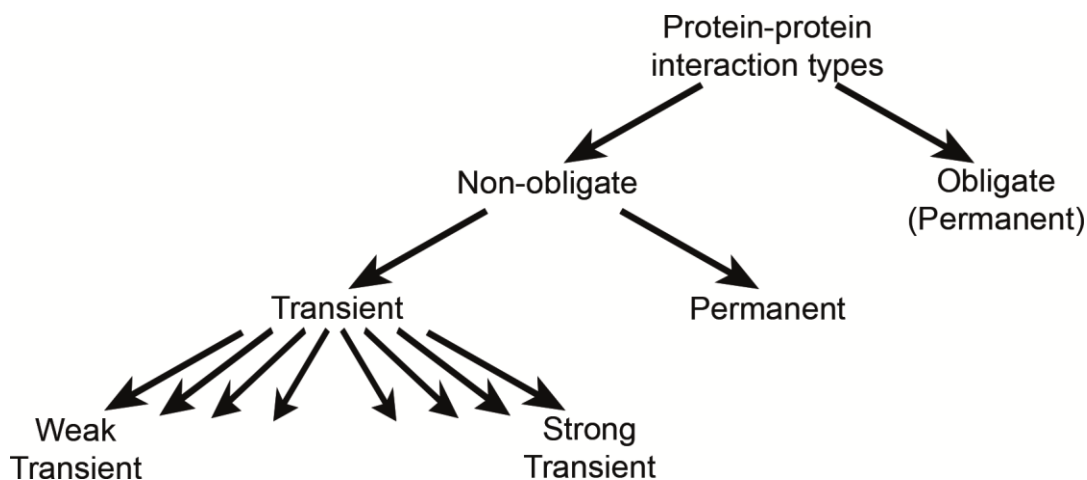 Protein-protein
interaction types
Non-obligate
Obligate
(Permanent)
Transient
Permanent
Weak
Transient
Strong
Transient